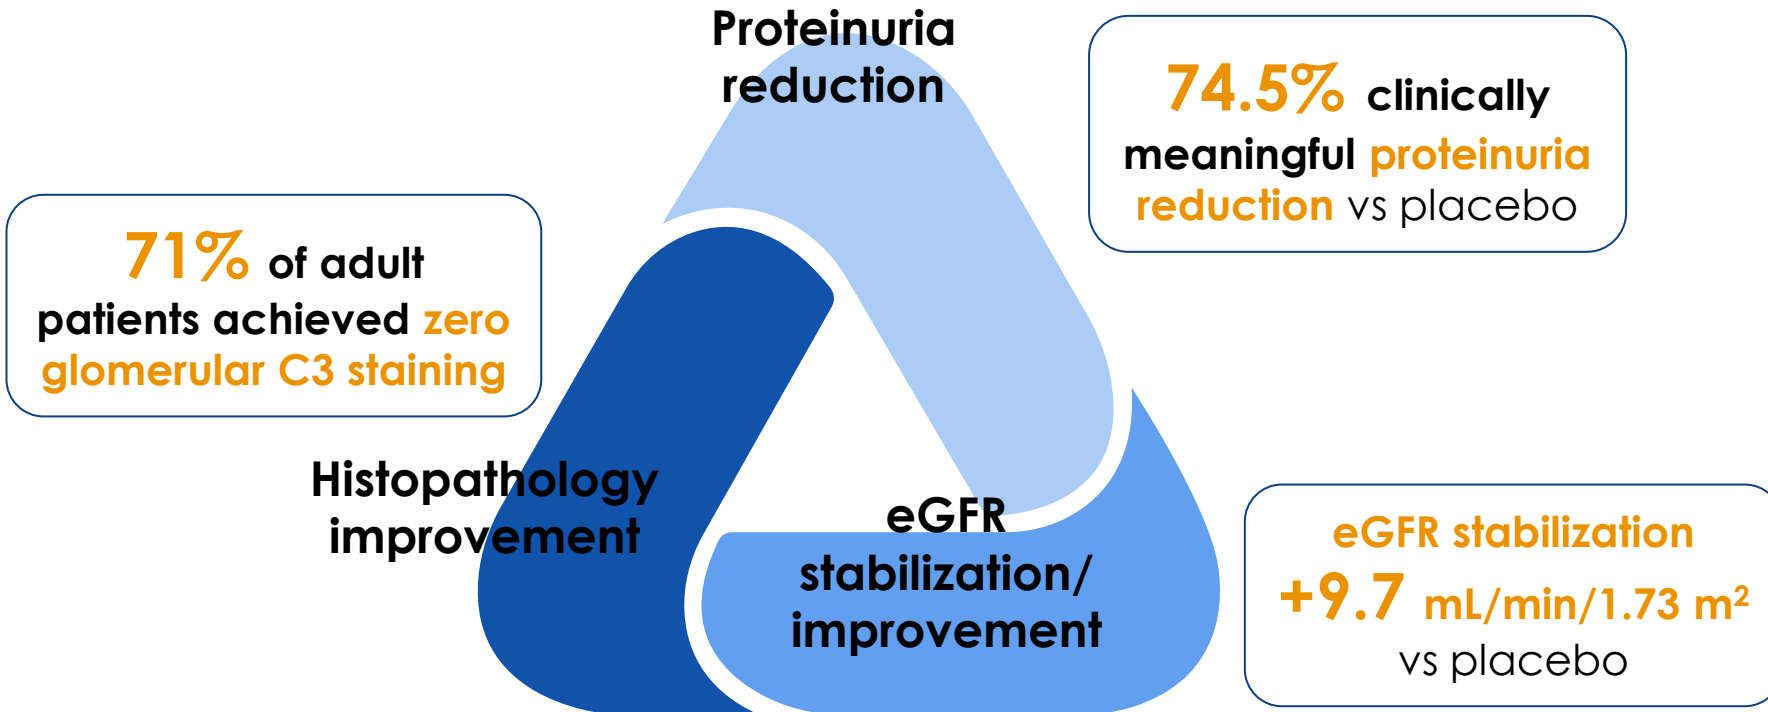 Proteinuria
reduction
74.5% clinically
meaningful proteinuria
reduction vs placebo
71% of adult
patients achieved zero
glomerular C3 staining
Histopathology
improvement
eGFR
stabilization/
improvement
eGFR stabilization
+9.7 mL/min/1.73 m²
vs placebo